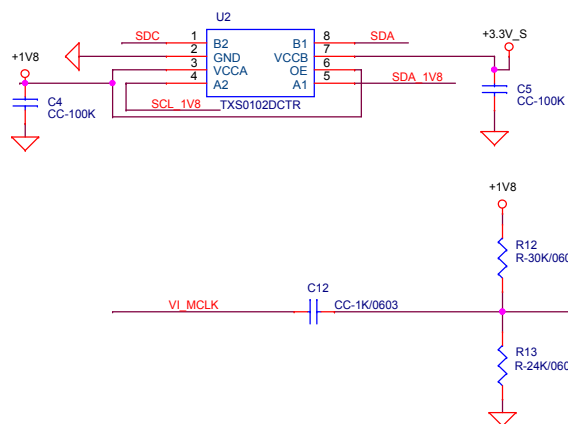 U2
SDC 1 B2 B1 8 SDA
+3.3V_S
+1V8 2 GND VCCB 7
3 VCCA OE 6
4 A2 A1 5 SDA_1V8
C4
CC-100K
SCL_1V8 TXS0102DCTR
C5
CC-100K
+1V8
R12
R-30K/060
C12
VI_MCLK CC-1K/0603
R13
R-24K/060